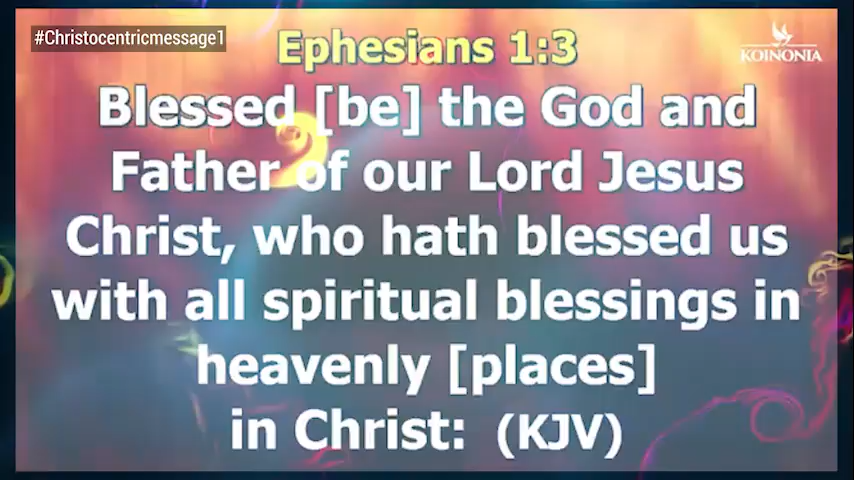 #Christocentricmessage1
KOINONIA
Ephesians 1:3
Blessed [be] the God and
Father of our Lord Jesus
Christ, who hath blessed us
with all spiritual blessings in
heavenly [places]
in Christ: (KJV)